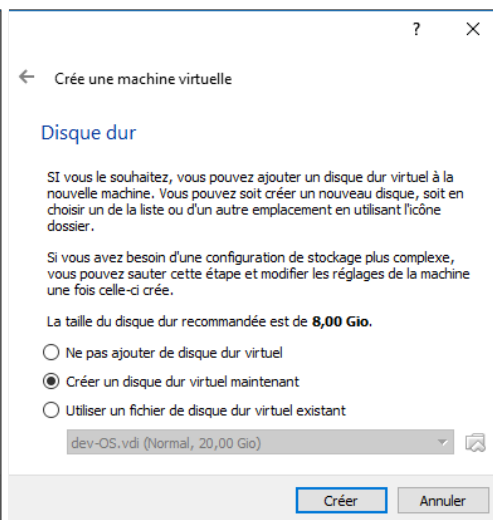 ?
Crée une machine virtuelle
Disque dur
SI vous le souhaitez, vous pouvez ajouter un disque dur virtuel à la
nouvelle machine. Vous pouvez soit créer un nouveau disque, soit en
choisir un de la liste ou d'un autre emplacement en utilisant l'icône
dossier.
Si vous avez besoin d'une configuration de stockage plus complexe,
vous pouvez sauter cette étape et modifier les réglages de la machine
une fois celle-ci crée.
La taille du disque dur recommandée est de 8,00 Gio.
Ne pas ajouter de disque dur virtuel
Créer un disque dur virtuel maintenant
Utiliser un fichier de disque dur virtuel existant
dev-OS.vdi (Normal, 20,00 Gio)
Créer
Annuler